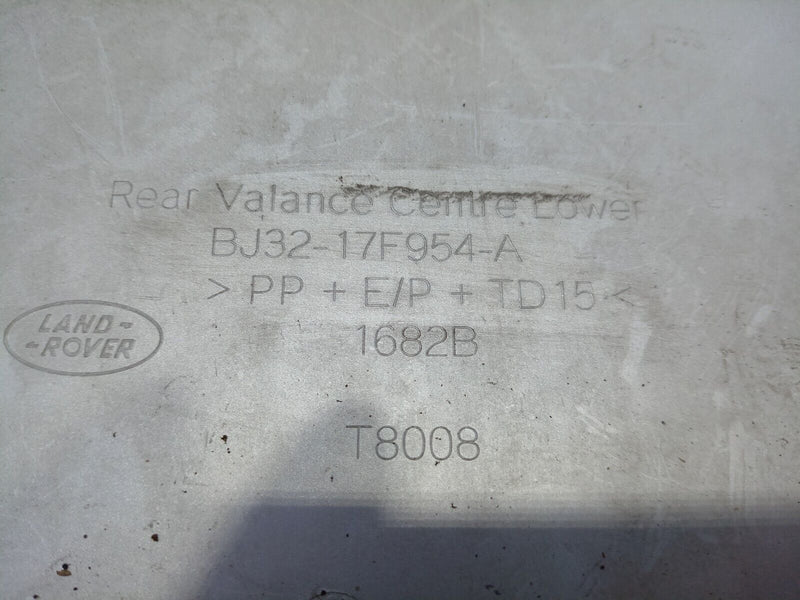 Rear Valance Centre Lower
BJ32-17F954-A
> PP + E/P + TD15 <
LAND-
-ROVER
1682B
T8008